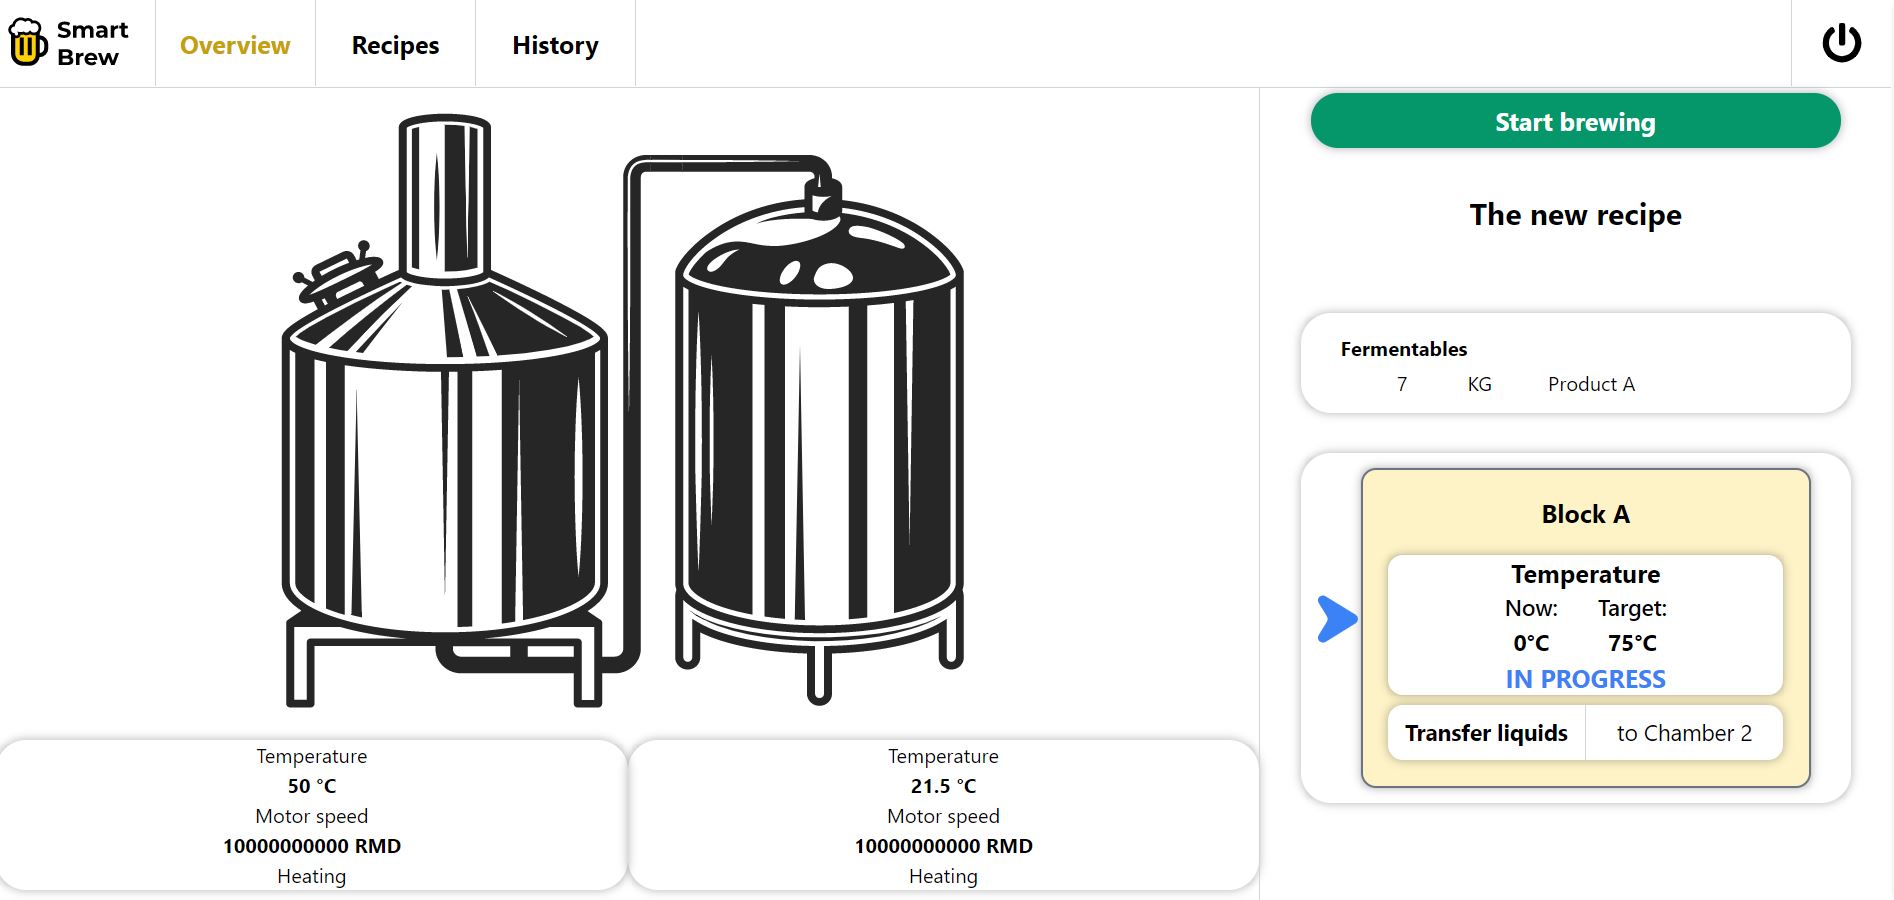 Smart
Brew
Overview
Recipes
History
Start brewing
The new recipe
Fermentables
7 KG Product A
Block A
Temperature
Now: Target:
0°C 75°C
IN PROGRESS
Transfer liquids to Chamber 2
Temperature
50 °C
Motor speed
10000000000 RMD
Heating
Temperature
21.5 °C
Motor speed
10000000000 RMD
Heating